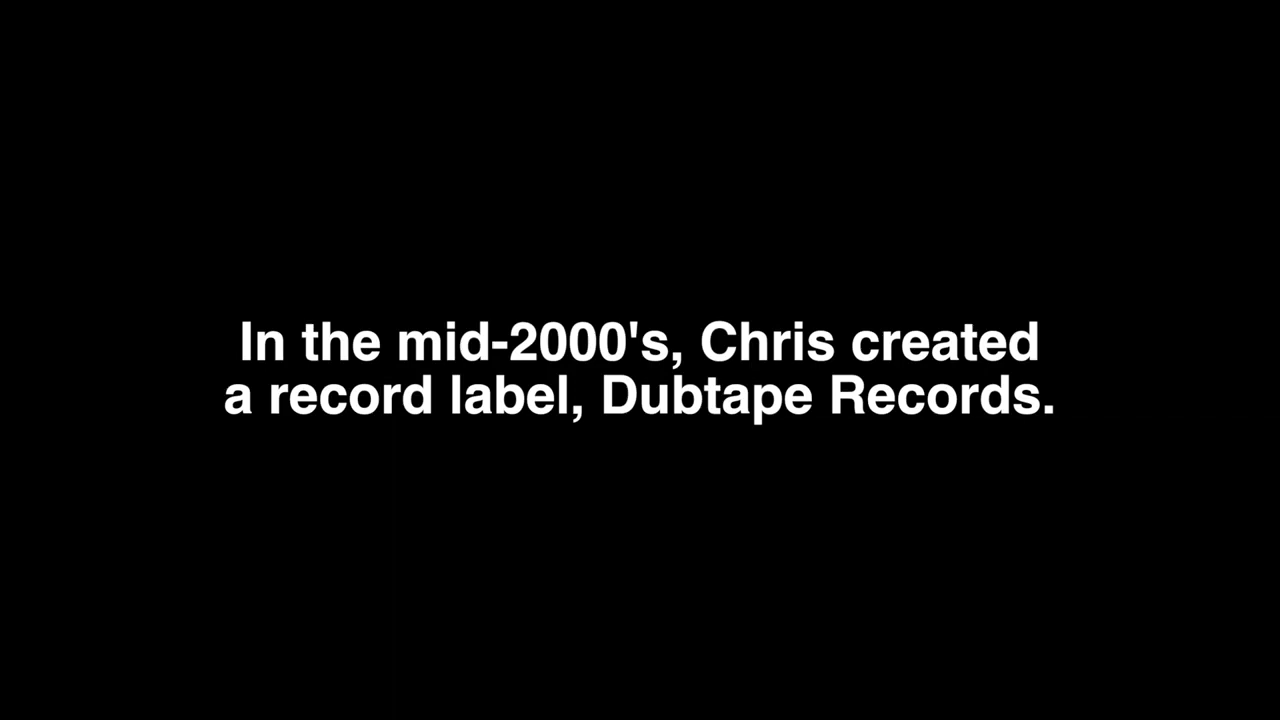 In the mid-2000's, Chris created
a record label, Dubtape Records.